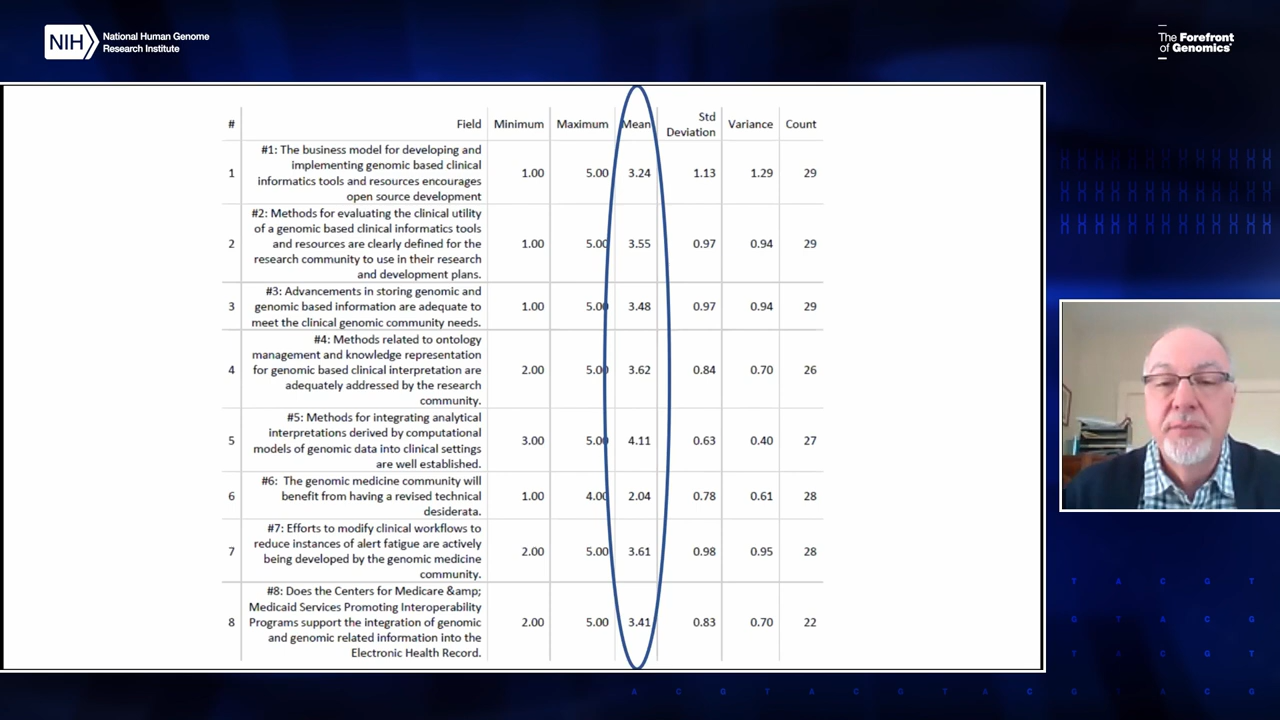 NIH
National Human Genome
Research Institute
The Forefront
of Genomics®
# Field Minimum Maximum Mean Std Deviation Variance Count
1
#1: The business model for developing and
implementing genomic based clinical
informatics tools and resources encourages
open source development
1.00 5.00 3.24 1.13 1.29 29
2
#2: Methods for evaluating the clinical utility
of a genomic based clinical informatics tools
and resources are clearly defined for the
research community to use in their research
and development plans.
1.00 5.00 3.55 0.97 0.94 29
3
#3: Advancements in storing genomic and
genomic based information are adequate to
meet the clinical genomic community needs.
1.00 5.00 3.48 0.97 0.94 29
4
#4: Methods related to ontology
management and knowledge representation
for genomic based clinical interpretation are
adequately addressed by the research
community.
2.00 5.00 3.62 0.84 0.70 26
5
#5: Methods for integrating analytical
interpretations derived by computational
models of genomic data into clinical settings
are well established.
3.00 5.00 4.11 0.63 0.40 27
6
#6: The genomic medicine community will
benefit from having a revised technical
desiderata.
1.00 4.00 2.04 0.78 0.61 28
7
#7: Efforts to modify clinical workflows to
reduce instances of alert fatigue are actively
being developed by the genomic medicine
community.
2.00 5.00 3.61 0.98 0.95 28
8
#8: Does the Centers for Medicare &amp;
Medicaid Services Promoting Interoperability
Programs support the integration of genomic
and genomic related information into the
Electronic Health Record.
2.00 5.00 3.41 0.83 0.70 22
T A C G T
G T A C G
T A C G T
A C G T A C G T A C G T A C G T